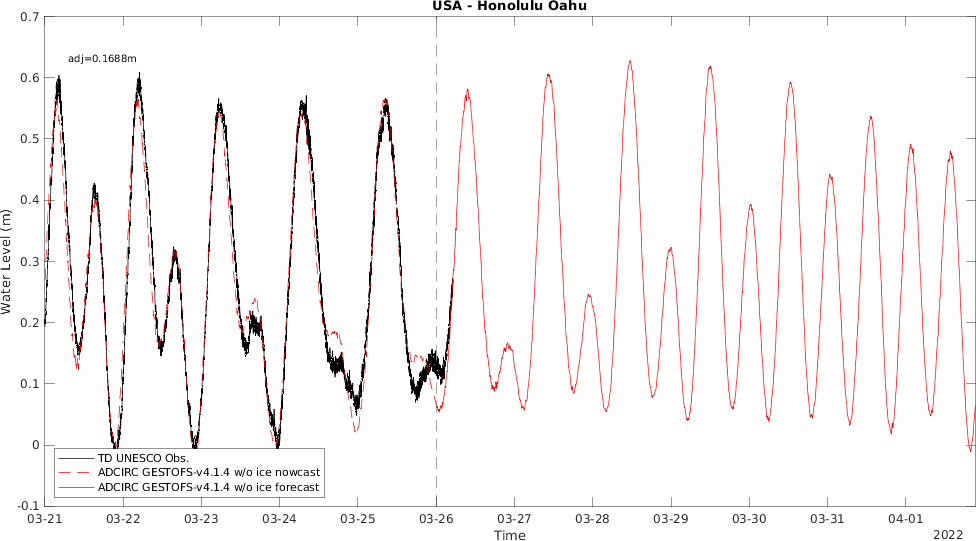 USA - Honolulu Oahu
0.7
adj=0.1688m
0.6
0.5
0.4
0.3
0.2
0.1
0
-0.1
Water Level (m)
TD UNESCO Obs.
ADCIRC GESTOFS-v4.1.4 w/o ice nowcast
ADCIRC GESTOFS-v4.1.4 w/o ice forecast
03-21 03-22 03-23 03-24 03-25 03-26 03-27 03-28 03-29 03-30 03-31 04-01
Time
2022